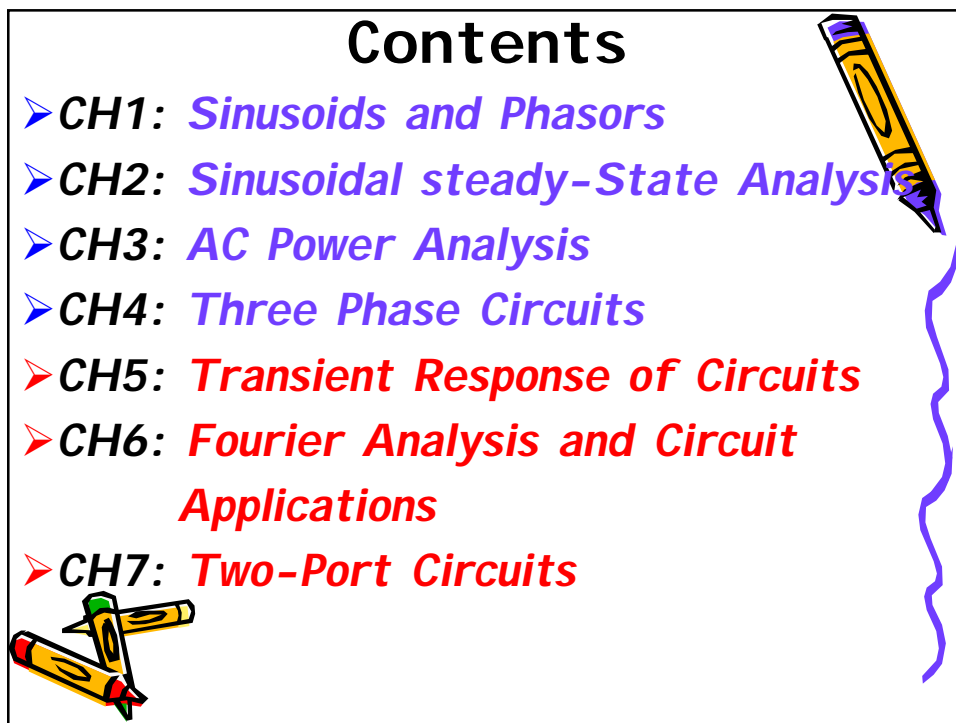 Contents
CH1: Sinusoids and Phasors
CH2: Sinusoidal steady-State Analysis
CH3: AC Power Analysis
CH4: Three Phase Circuits
CH5: Transient Response of Circuits
CH6: Fourier Analysis and Circuit
Applications
CH7: Two-Port Circuits